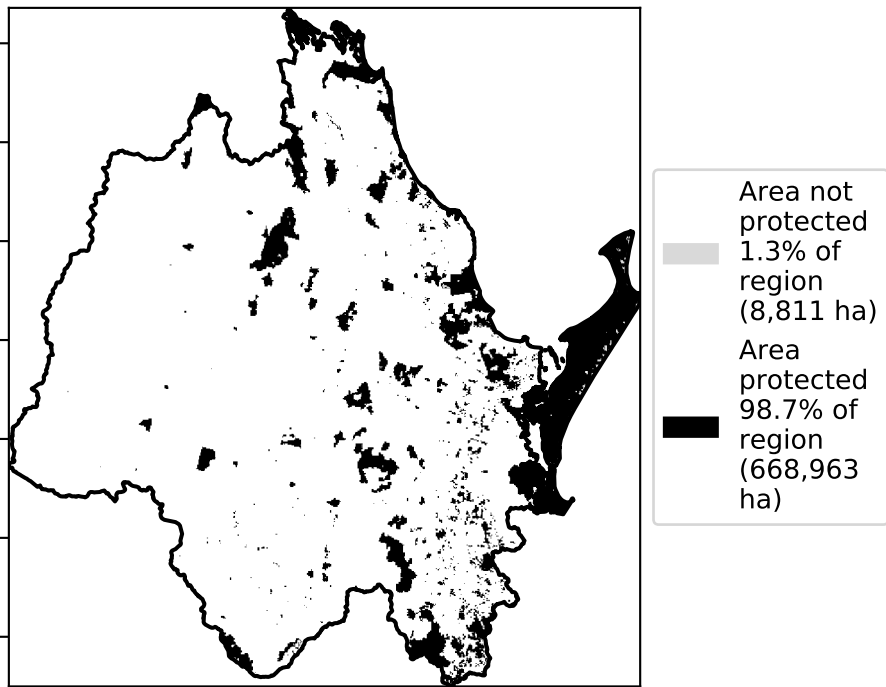 Area not
protected
1.3% of
region
(8,811 ha)
Area
protected
98.7% of
region
(668,963
ha)